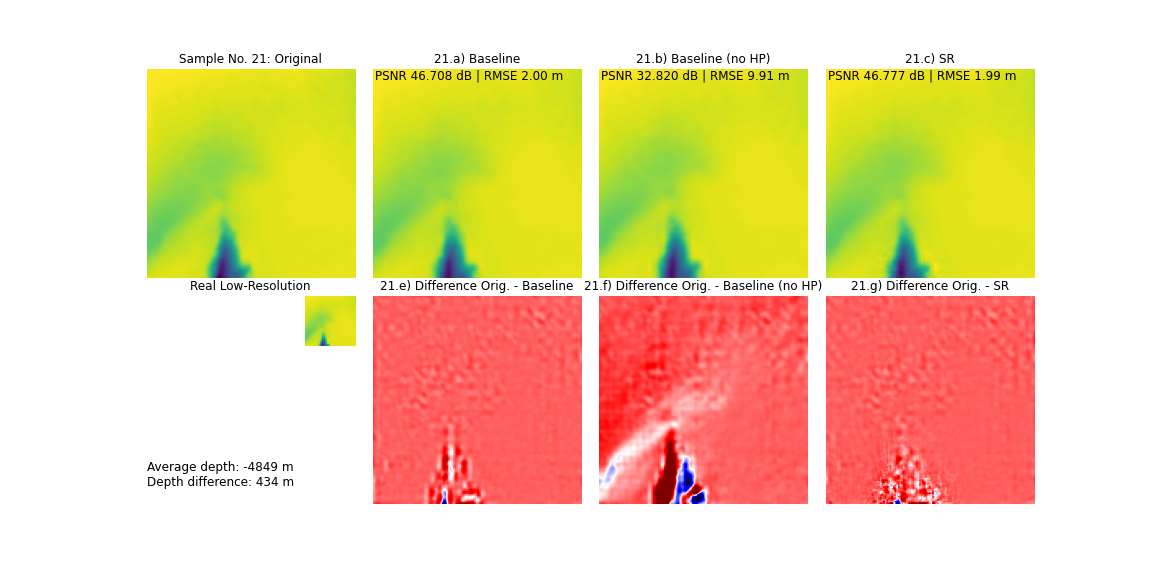 Sample No. 21: Original
21.a) Baseline
21.b) Baseline (no HP)
21.c) SR
PSNR 46.708 dB | RMSE 2.00 m
PSNR 32.820 dB | RMSE 9.91 m
PSNR 46.777 dB | RMSE 1.99 m
Real Low-Resolution
21.e) Difference Orig. - Baseline
21.f) Difference Orig. - Baseline (no HP)
21.g) Difference Orig. - SR
Average depth: -4849 m
Depth difference: 434 m